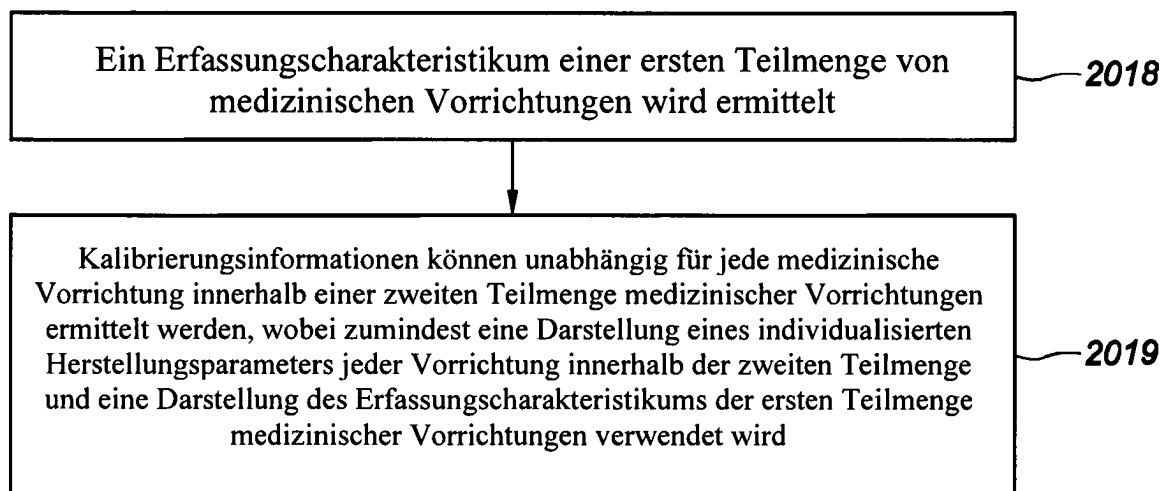 Ein Erfassungscharakteristikum einer ersten Teilmenge von
medizinischen Vorrichtungen wird ermittelt
2018
Kalibrierungsinformationen können unabhängig für jede medizinische
Vorrichtung innerhalb einer zweiten Teilmenge medizinischer Vorrichtungen
ermittelt werden, wobei zumindest eine Darstellung eines individualisierten
Herstellungsparameters jeder Vorrichtung innerhalb der zweiten Teilmenge
und eine Darstellung des Erfassungscharakteristikums der ersten Teilmenge
medizinischer Vorrichtungen verwendet wird
2019